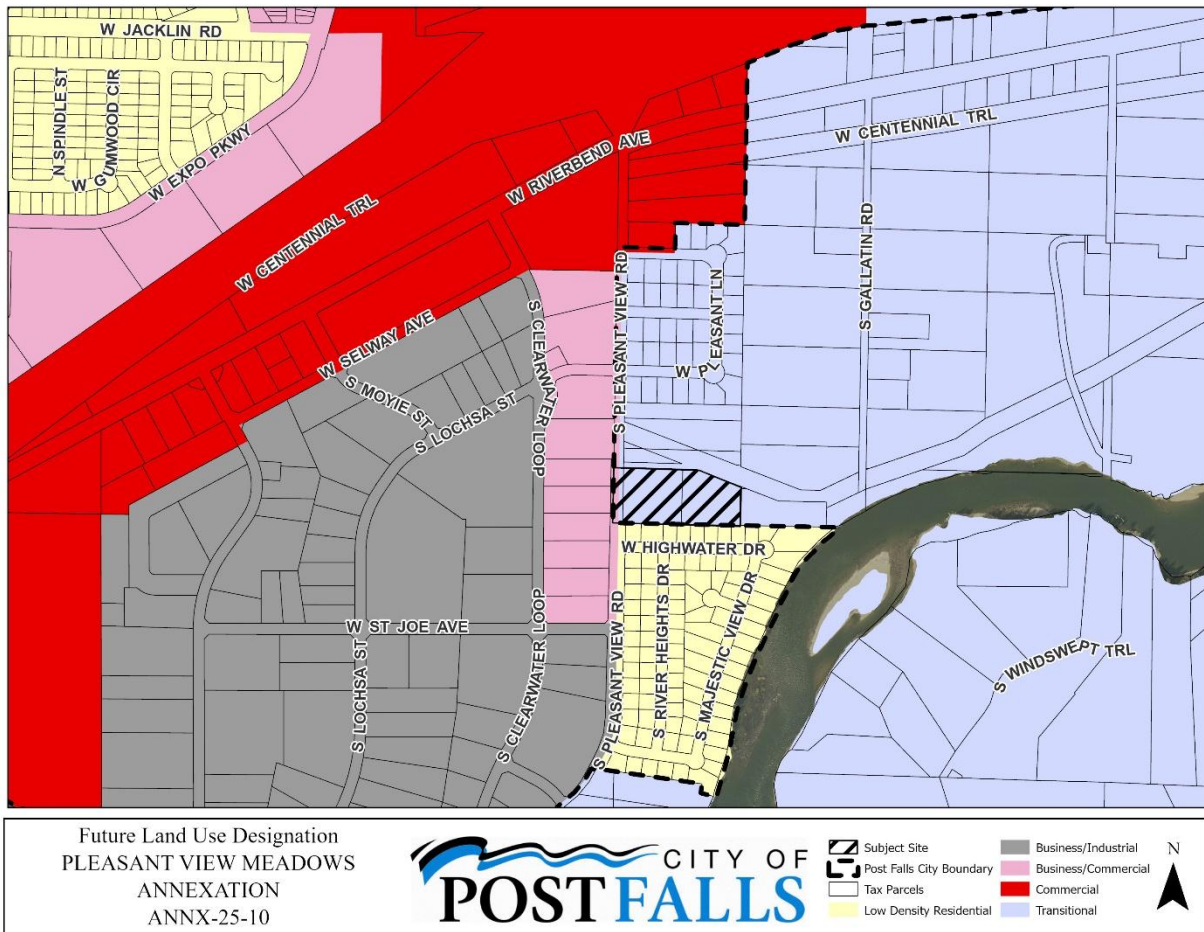 W JACKLIN RD
N SPINDLE ST
W GUMWOOD CIR
W EXPO PKWY
W CENTENNIAL TRL
W CENTENNIAL TRL
W RIVERBEND AVE
S GALLATIN RD
S PLEASANT VIEW RD
W PLEASANT LN
W SELWAY AVE
S MOYIE ST
S LOCHSA ST
S CLEARWATER LOOP
W HIGHWATER DR
S RIVER HEIGHTS DR
S MAJESTIC VIEW DR
W ST JOE AVE
S LOCHSA ST
S CLEARWATER LOOP
S PLEASANT VIEW RD
S WINDSWEPT TRL
Future Land Use Designation
PLEASANT VIEW MEADOWS
ANNEXATION
ANNX-25-10
CITY OF
POST FALLS
Subject Site
Post Falls City Boundary
Tax Parcels
Low Density Residential
Business/Industrial
Business/Commercial
Commercial
Transitional
N